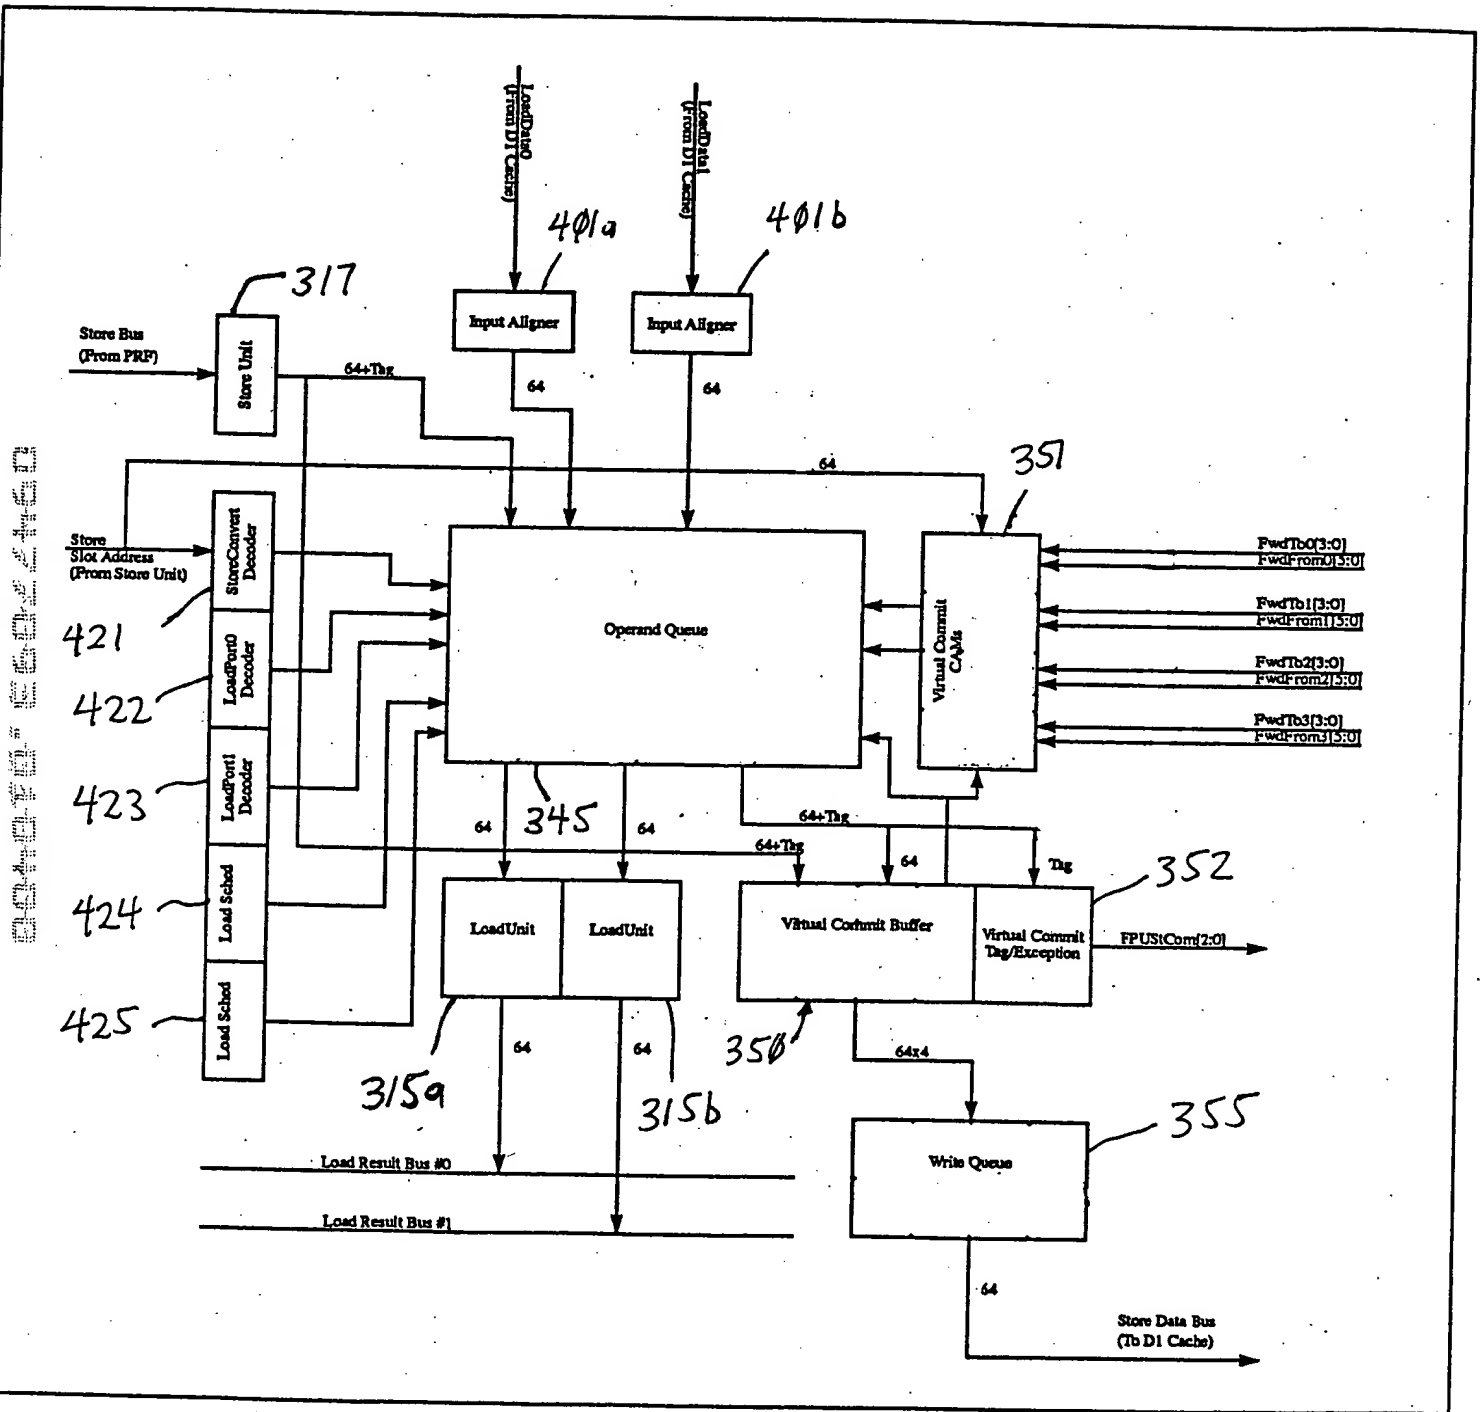 LoadData0
(From D1 Cache)
LoadData1
(From D1 Cache)
401a
401b
317
Input Aligner
Input Aligner
Store Bus
(From PRF)
Store Unit
64+Tag
64
64
64
351
Store
Slot Address
(From Store Unit)
StoreConvert
Decoder
421
LoadPort0
Decoder
422
LoadPort1
Decoder
423
Load Sched
424
Load Sched
425
Operand Queue
345
Virtual Commit
CAMs
FwdTo0[3:0]
FwdFrom0[5:0]
FwdTo1[3:0]
FwdFrom1[5:0]
FwdTo2[3:0]
FwdFrom2[5:0]
FwdTo3[3:0]
FwdFrom3[5:0]
64
64
64+Tag
64+Tag
64
Tag
352
LoadUnit
LoadUnit
Virtual Commit Buffer
Virtual Commit
Tag/Exception
FPUStCom[2:0]
315a
315b
350
64
64
64x4
355
Load Result Bus #0
Load Result Bus #1
Write Queue
64
Store Data Bus
(To D1 Cache)